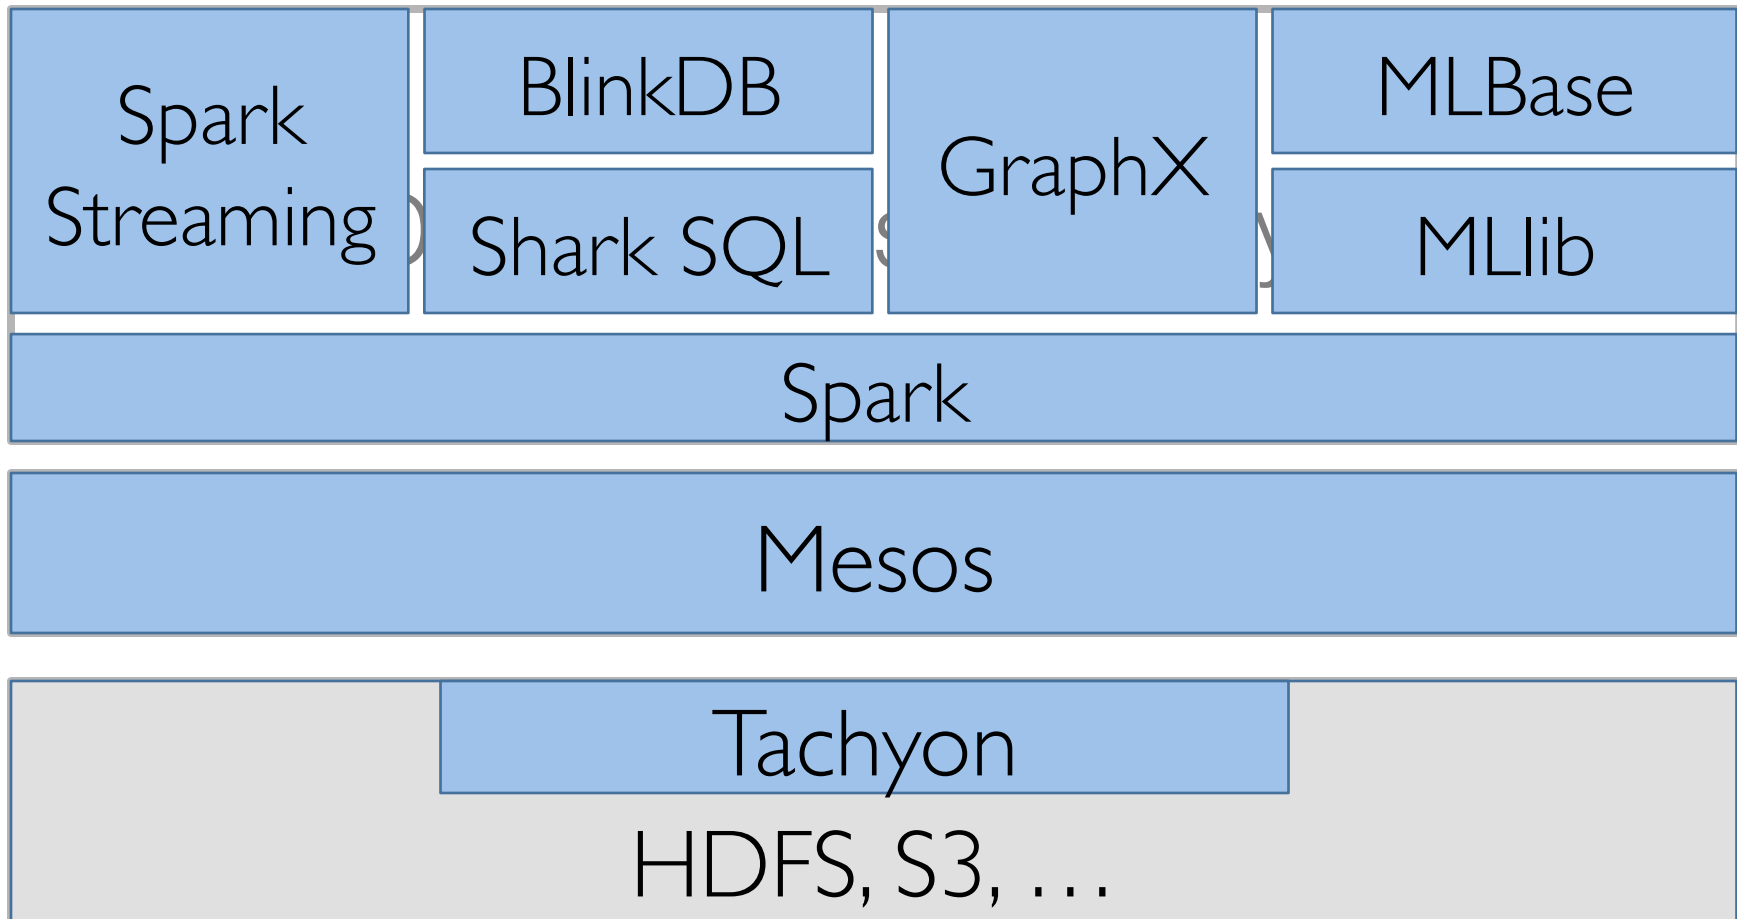 Spark
Streaming
BlinkDB
Shark SQL
GraphX
MLBase
MLlib
Spark
Mesos
Tachyon
HDFS, S3, …